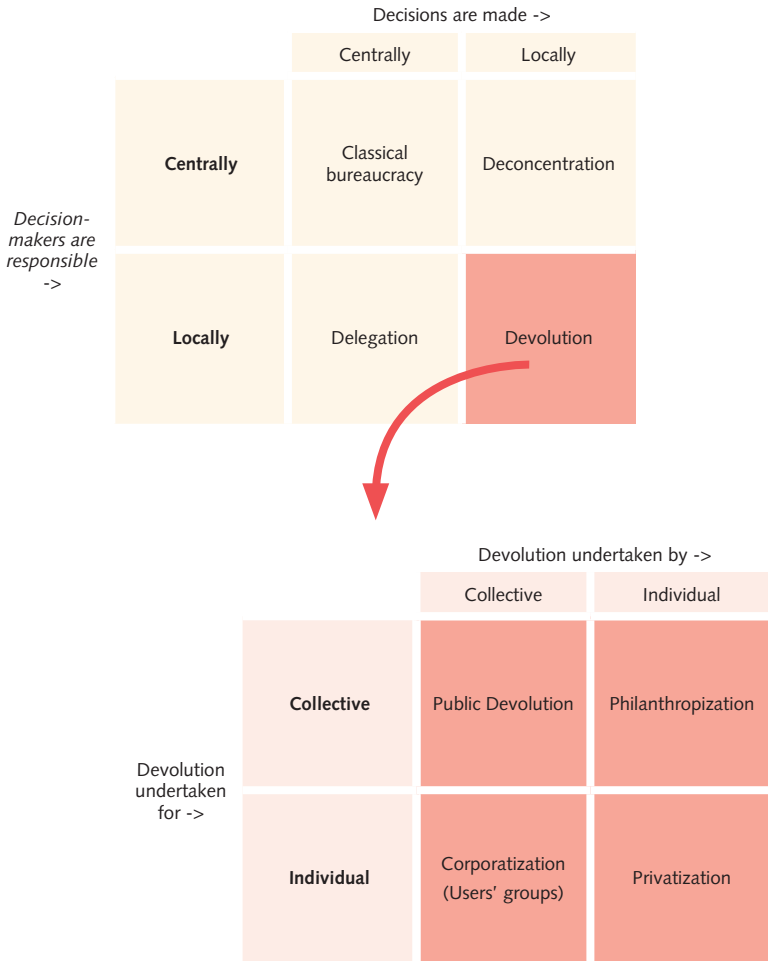 Decisions are made ->
Centrally
Locally
Decision-
makers are
responsible
->
Centrally
Classical
bureaucracy
Deconcentration
Locally
Delegation
Devolution
Devolution undertaken by ->
Collective
Individual
Devolution
undertaken
for ->
Collective
Public Devolution
Philanthropization
Individual
Corporatization
(Users’ groups)
Privatization